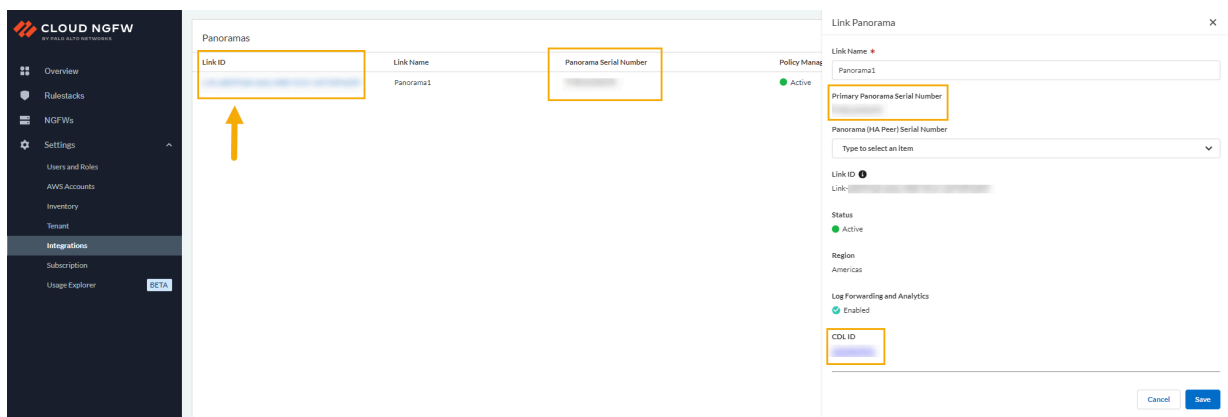 CLOUD NGFW
BY PALO ALTO NETWORKS
Overview
Rulestacks
NGFWs
Settings
Users and Roles
AWS Accounts
Inventory
Tenant
Integrations
Subscription
Usage Explorer BETA
Panoramas
Link ID Link Name Panorama Serial Number Policy Manag
Panorama1 Active
Link Panorama
Link Name *
Panorama1
Primary Panorama Serial Number
Panorama (HA Peer) Serial Number
Type to select an item
Link ID
Link-
Status
Active
Region
Americas
Log Forwarding and Analytics
Enabled
CDL ID
Cancel Save